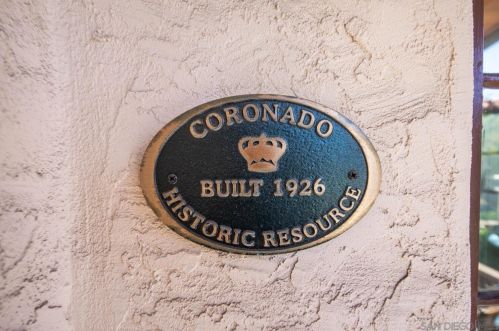 CORONADO
BUILT 1926
HISTORIC RESOURCE